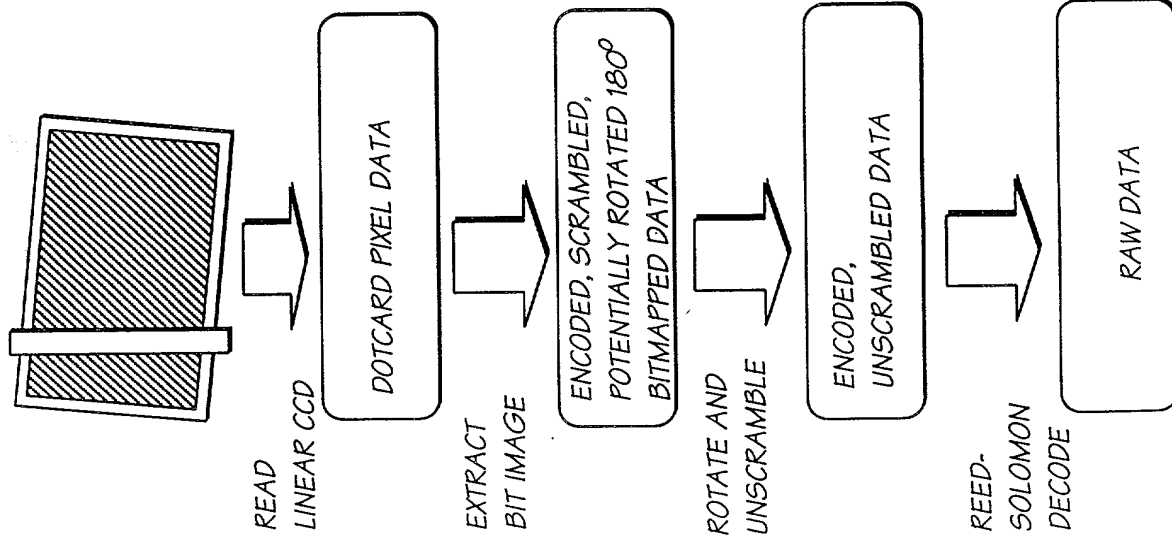 READ
LINEAR CCD
DOTCARD PIXEL DATA
EXTRACT
BIT IMAGE
ENCODED, SCRAMBLED,
POTENTIALLY ROTATED 180°
BITMAPPED DATA
ROTATE AND
UNSCRAMBLE
ENCODED,
UNSCRAMBLED DATA
REED-
SOLOMON
DECODE
RAW DATA